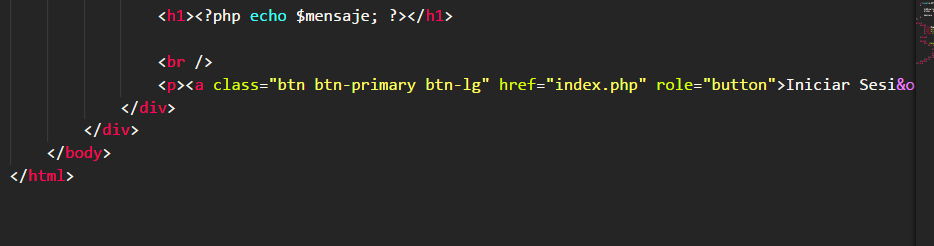 <h1><?php echo $mensaje; ?></h1>
<br />
<p><a class="btn btn-primary btn-lg" href="index.php" role="button">Iniciar Sesi&o
</div>
</div>
</body>
</html>